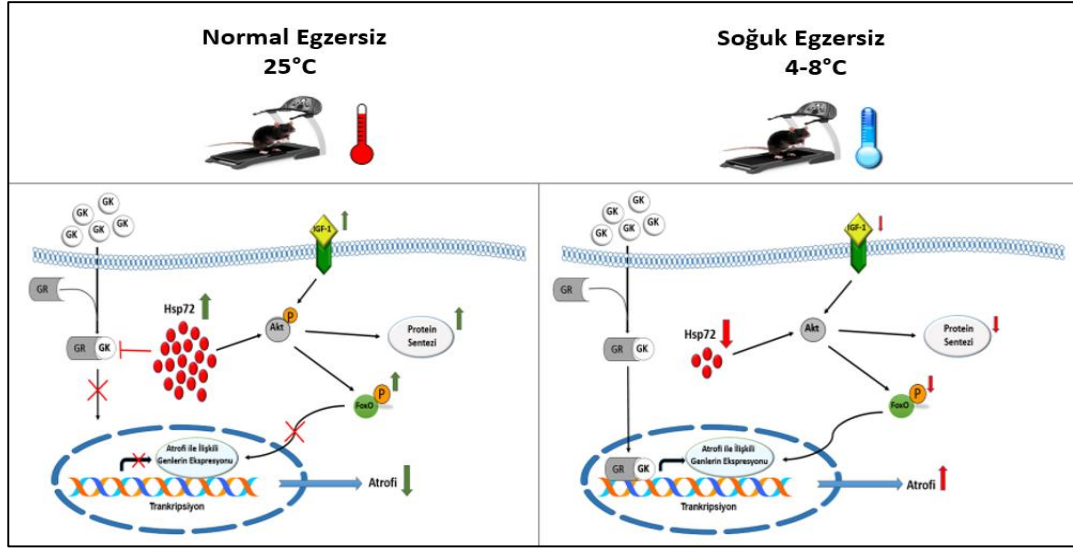 Normal Egzersiz
25°C
Soğuk Egzersiz
4-8°C
GK
GK
GK
GK
GK
IGF-1
GR
Hsp72
P
Akt
Protein
Sentezi
GR
GK
P
FoxO
Atrofi ile İlişkili
Genlerin Ekspresyonu
Atrofi
Trankripsiyon
GK
GK
GK
GK
GK
IGF-1
GR
Hsp72
Akt
Protein
Sentezi
GR
GK
P
FoxO
Atrofi ile İlişkili
Genlerin Ekspresyonu
GR
GK
Atrofi
Trankripsiyon